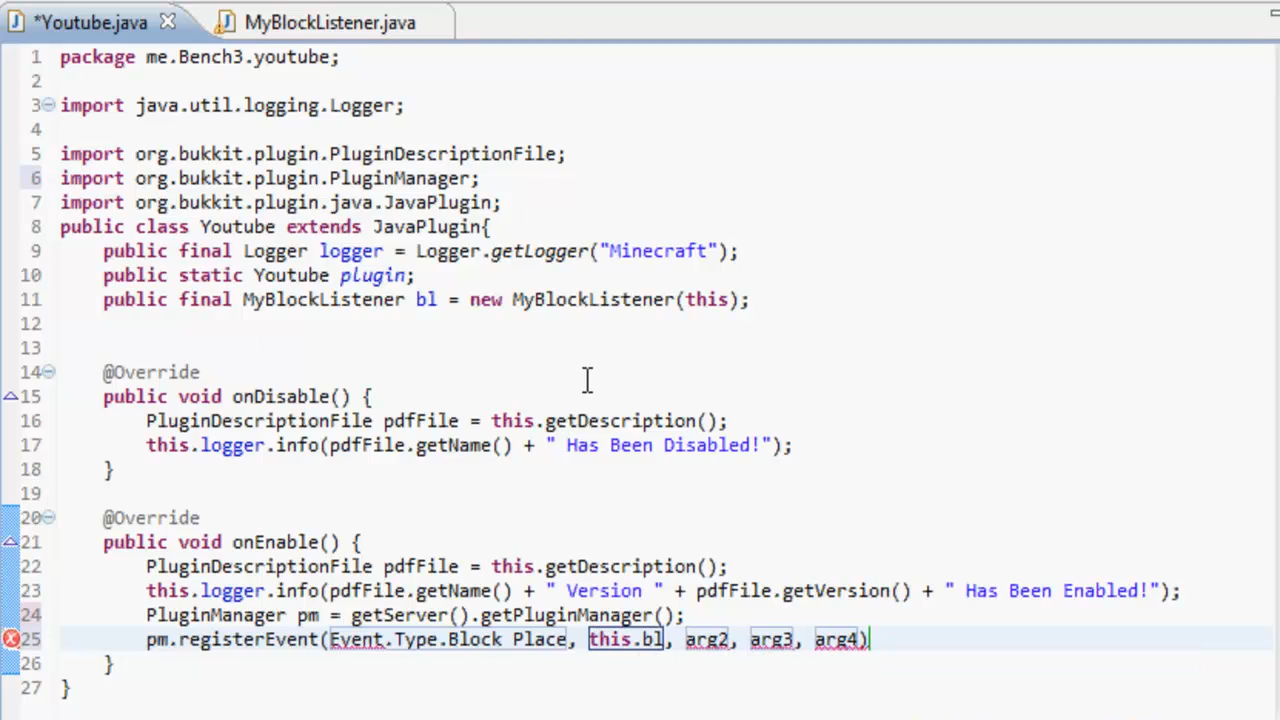 *Youtube.java MyBlockListener.java
1 package me.Bench3.youtube;
2
3 import java.util.logging.Logger;
4
5 import org.bukkit.plugin.PluginDescriptionFile;
6 import org.bukkit.plugin.PluginManager;
7 import org.bukkit.plugin.java.JavaPlugin;
8 public class Youtube extends JavaPlugin{
9 public final Logger logger = Logger.getLogger("Minecraft");
10 public static Youtube plugin;
11 public final MyBlockListener bl = new MyBlockListener(this);
12
13
14 @Override
15 public void onDisable() {
16 PluginDescriptionFile pdfFile = this.getDescription();
17 this.logger.info(pdfFile.getName() + " Has Been Disabled!");
18 }
19
20 @Override
21 public void onEnable() {
22 PluginDescriptionFile pdfFile = this.getDescription();
23 this.logger.info(pdfFile.getName() + " Version " + pdfFile.getVersion() + " Has Been Enabled!");
24 PluginManager pm = getServer().getPluginManager();
25 pm.registerEvent(Event.Type.Block Place, this.bl, arg2, arg3, arg4)
26 }
27 }